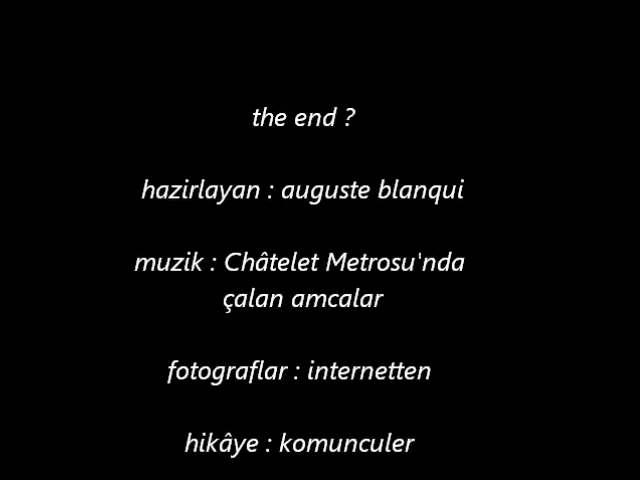 the end ?
hazirlayan : auguste blanqui
muzik : Châtelet Metrosu'nda
çalan amcalar
fotograflar : internetten
hikâye : komunculer